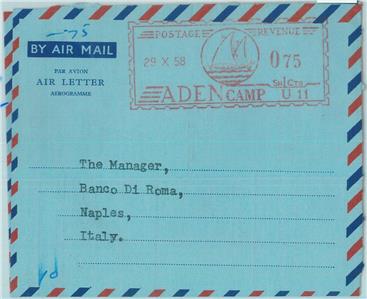 -75
BY AIR MAIL
PAR AVION
AIR LETTER
AEROGRAMME
POSTAGE REVENUE
29 X 58
075
Sh Cts
ADEN CAMP U 11
The Manager,
Banco Di Roma,
Naples,
Italy.